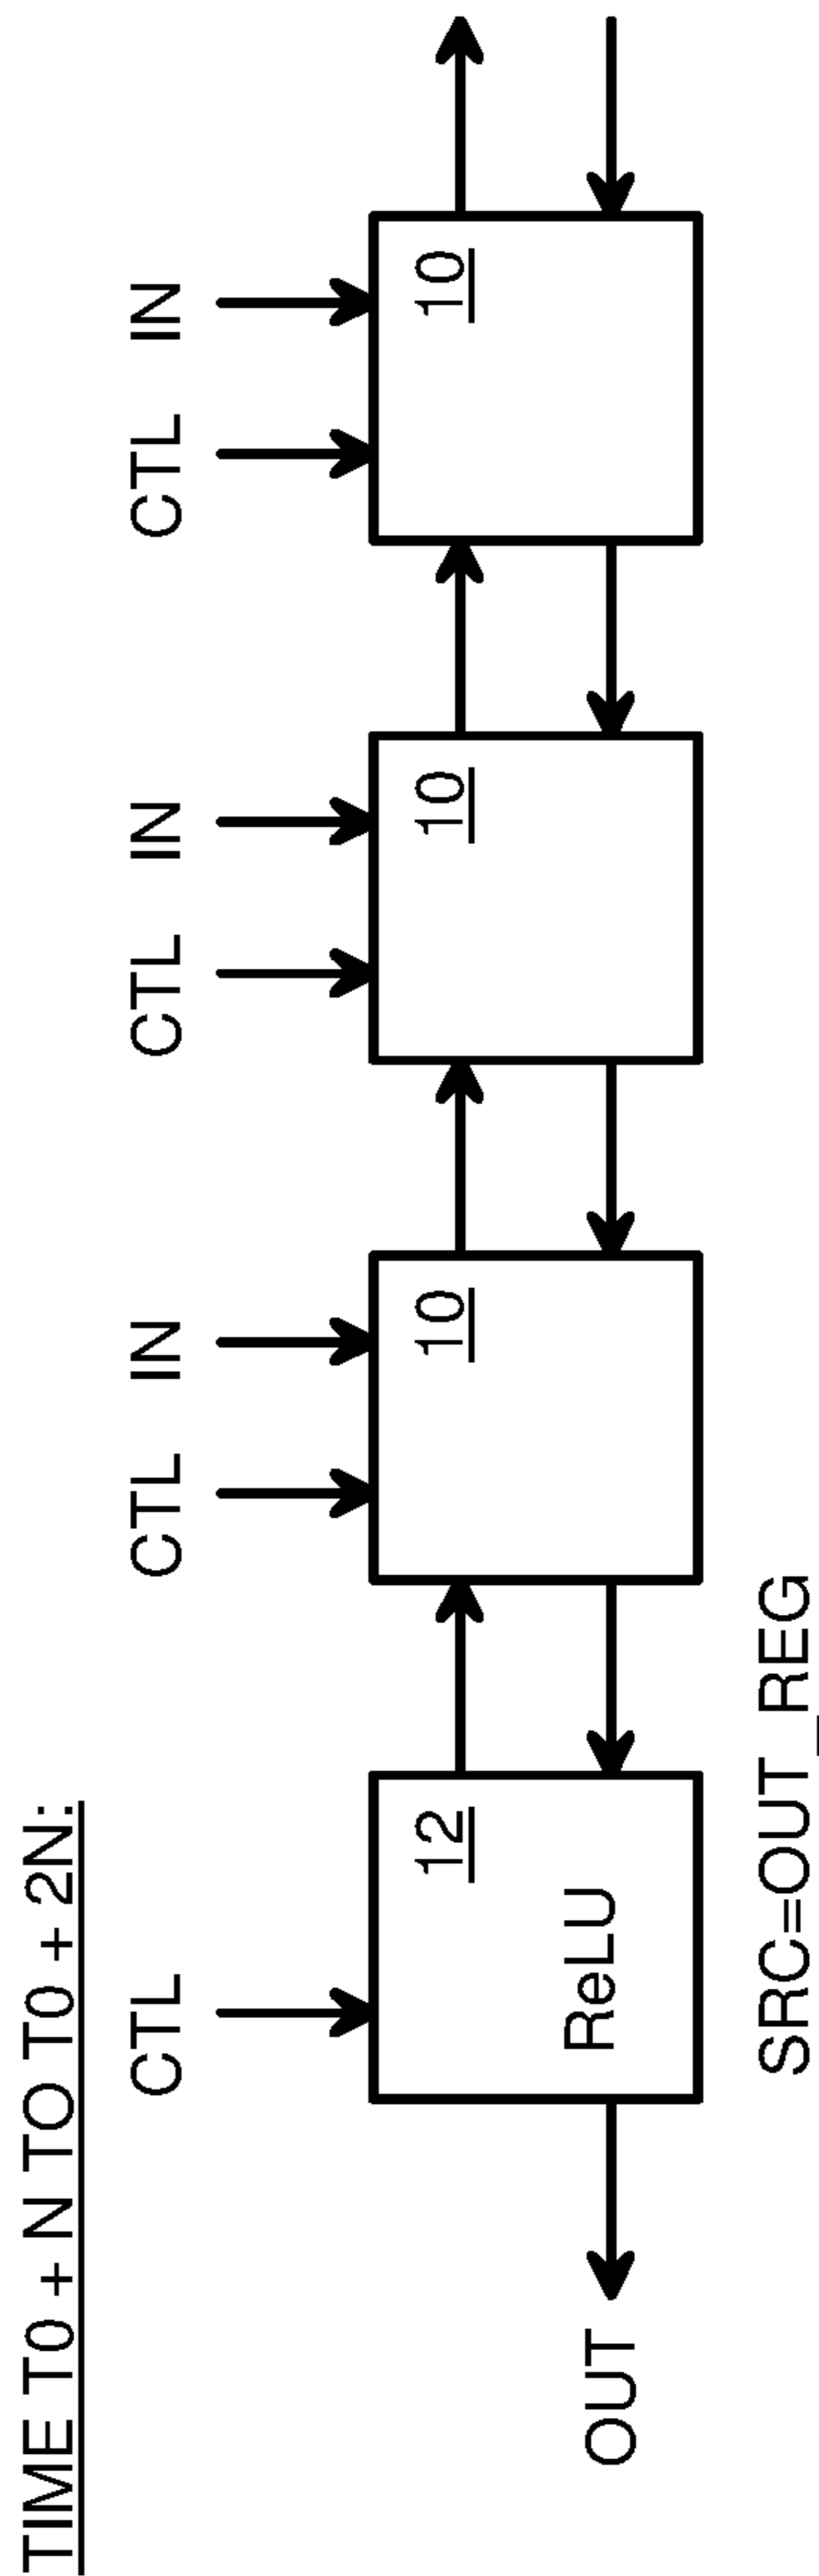 TIME T0 + N TO T0 + 2N:
CTL CTL IN CTL IN CTL IN
12 10 10 10
ReLU
OUT
SRC=OUT_REG